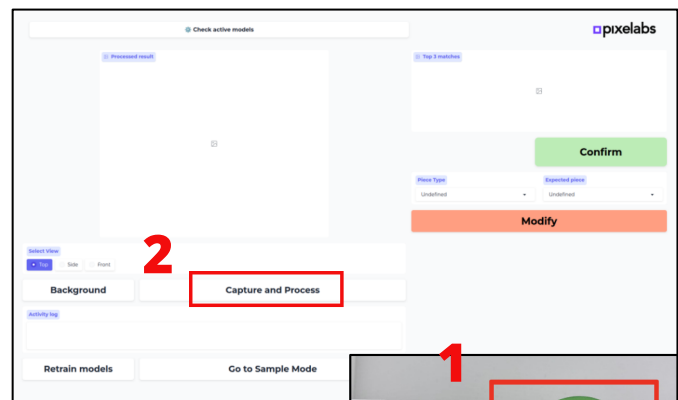 Check active models
pixelabs
Processed result
Top 3 matches
Confirm
Piece Type
Expected piece
Undefined
Undefined
Modify
Select View
2
Top
Side
Front
Background
Capture and Process
Activity log
Retrain models
Go to Sample Mode
1